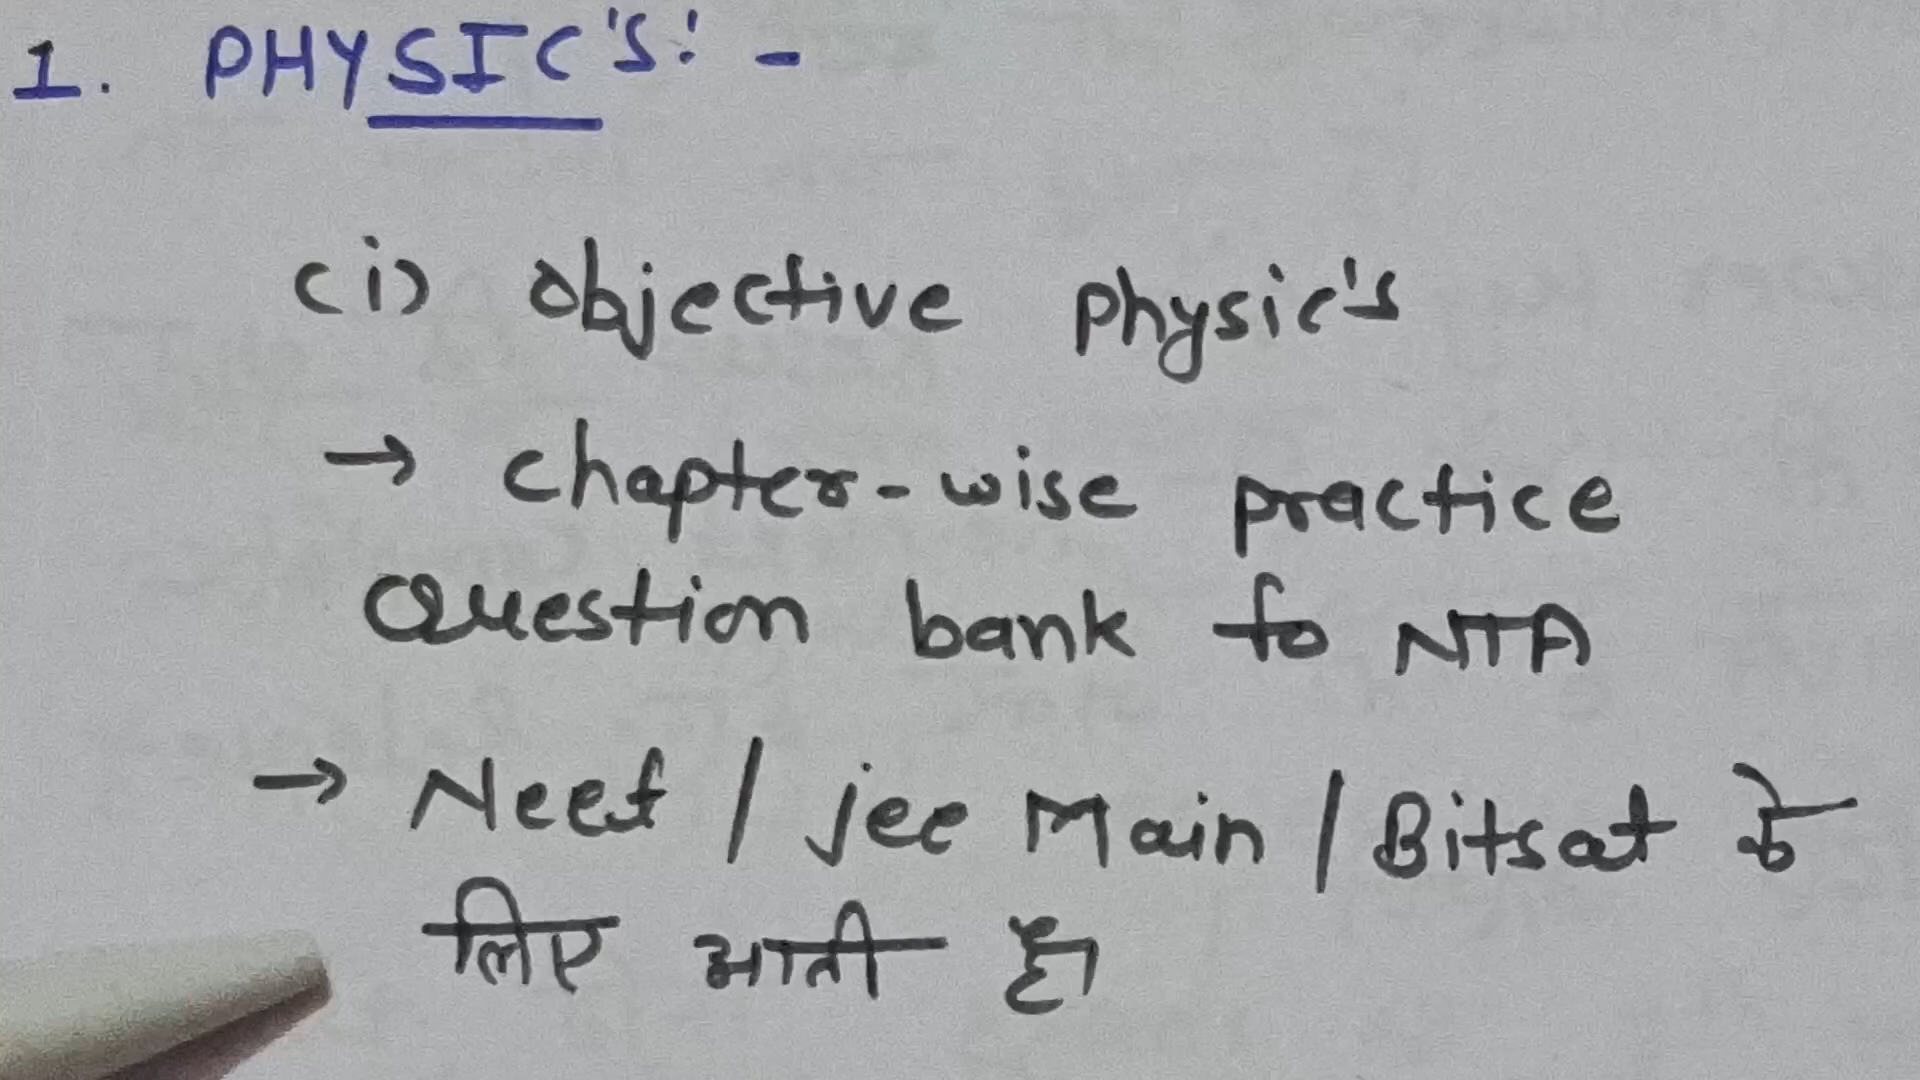 1. PHYSIC'S: -
(i) Objective Physic's
→ Chapter-wise practice
Question bank fo NTA
→ Neet / jee Main / Bitsat के
लिए आती है।